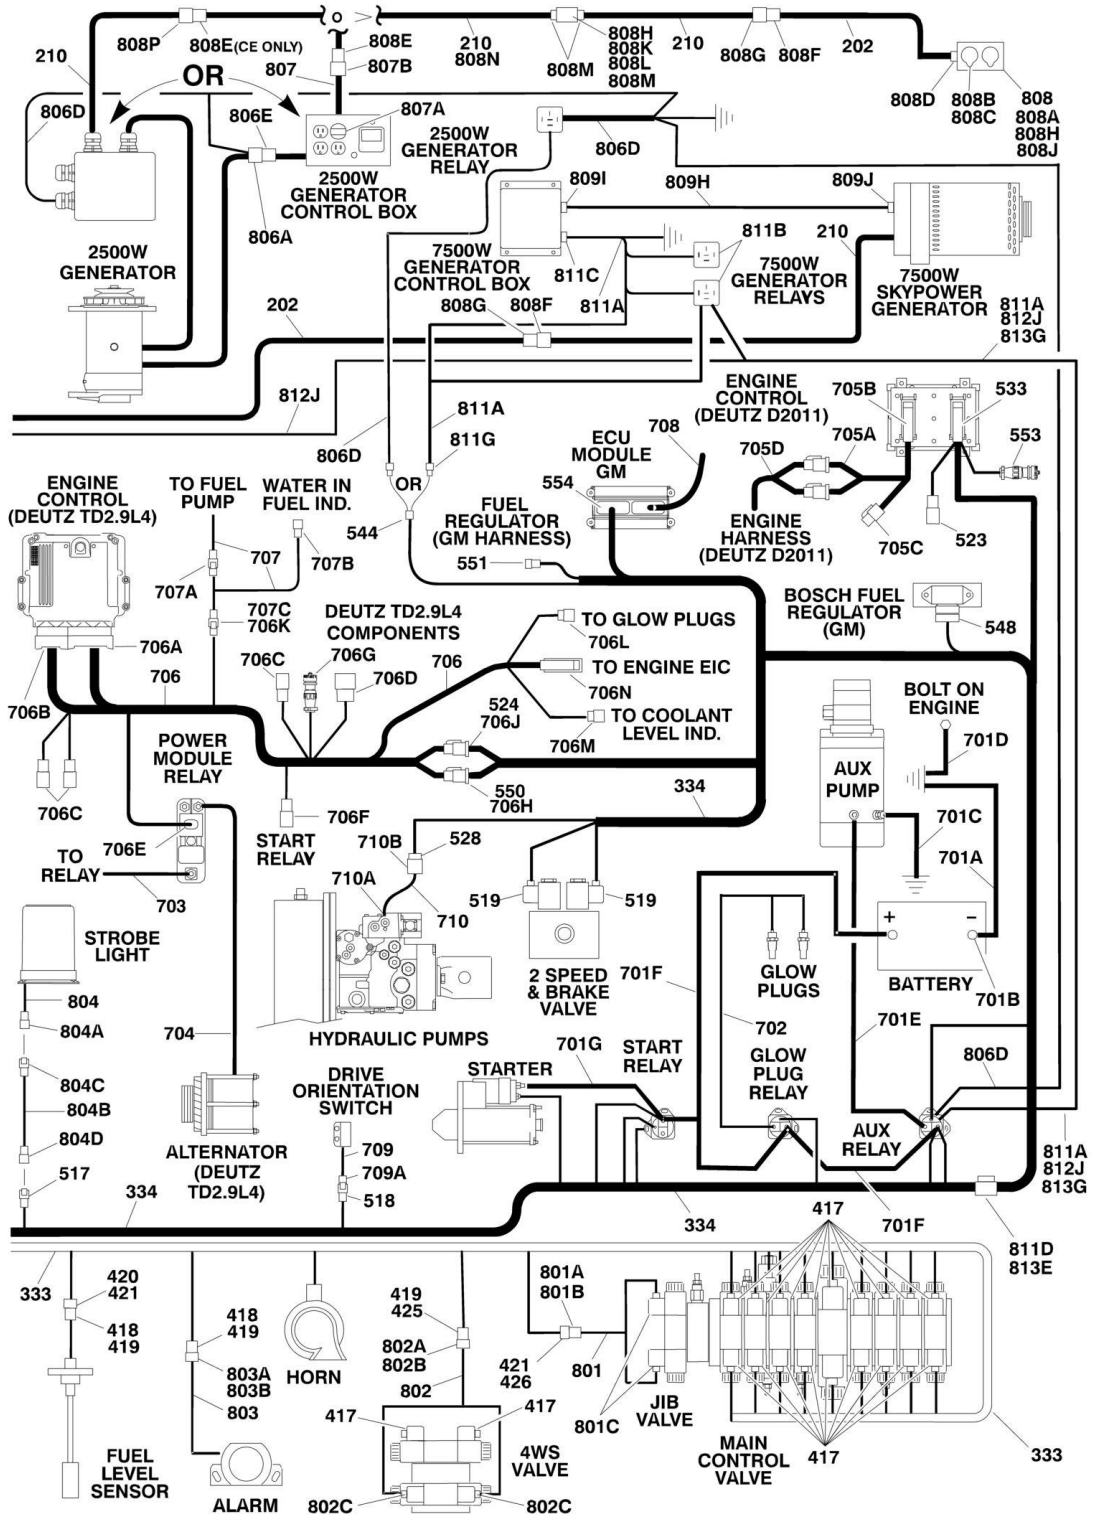 808P
808E(CE ONLY)
808E
210
808N
808H
808K
808L
808M
808M
210
808G
808F
202
210
OR
807
807B
808D
808B
808C
808
808A
808H
808J
806D
806E
807A
2500W
GENERATOR
RELAY
806D
2500W
GENERATOR
CONTROL BOX
809I
809H
809J
806A
2500W
GENERATOR
7500W
GENERATOR
CONTROL BOX
811C
811B
210
7500W
GENERATOR
RELAYS
7500W
SKYPOWER
GENERATOR
811A
202
808G
808F
811A
812J
813G
812J
811A
806D
811G
OR
ENGINE
CONTROL
(DEUTZ D2011)
705B
533
705D
705A
553
ECU
MODULE
GM
708
554
ENGINE
CONTROL
(DEUTZ TD2.9L4)
TO FUEL
PUMP
WATER IN
FUEL IND.
FUEL
REGULATOR
(GM HARNESS)
544
ENGINE
HARNESS
(DEUTZ D2011)
705C
523
551
707
707B
707A
BOSCH FUEL
REGULATOR
(GM)
548
707C
706K
DEUTZ TD2.9L4
COMPONENTS
706A
706C
706G
706D
706
TO GLOW PLUGS
706L
TO ENGINE EIC
706N
706B
706
524
706J
TO COOLANT
LEVEL IND.
706M
BOLT ON
ENGINE
701D
POWER
MODULE
RELAY
AUX
PUMP
550
706H
334
706C
706E
706F
START
RELAY
710B
528
701C
701A
TO
RELAY
703
710A
710
519
519
+
−
STROBE
LIGHT
2 SPEED
& BRAKE
VALVE
701F
GLOW
PLUGS
BATTERY
701B
804
804A
704
HYDRAULIC PUMPS
702
701E
701G
START
RELAY
GLOW
PLUG
RELAY
806D
804C
804B
DRIVE
ORIENTATION
SWITCH
STARTER
804D
ALTERNATOR
(DEUTZ
TD2.9L4)
709
709A
518
AUX
RELAY
811A
812J
813G
517
334
334
417
701F
811D
813E
333
420
421
418
419
418
419
803A
803B
803
HORN
419
425
802A
802B
802
801A
801B
421
426
801
801C
JIB
VALVE
417
417
4WS
VALVE
MAIN
CONTROL
VALVE
417
333
FUEL
LEVEL
SENSOR
ALARM
802C
802C